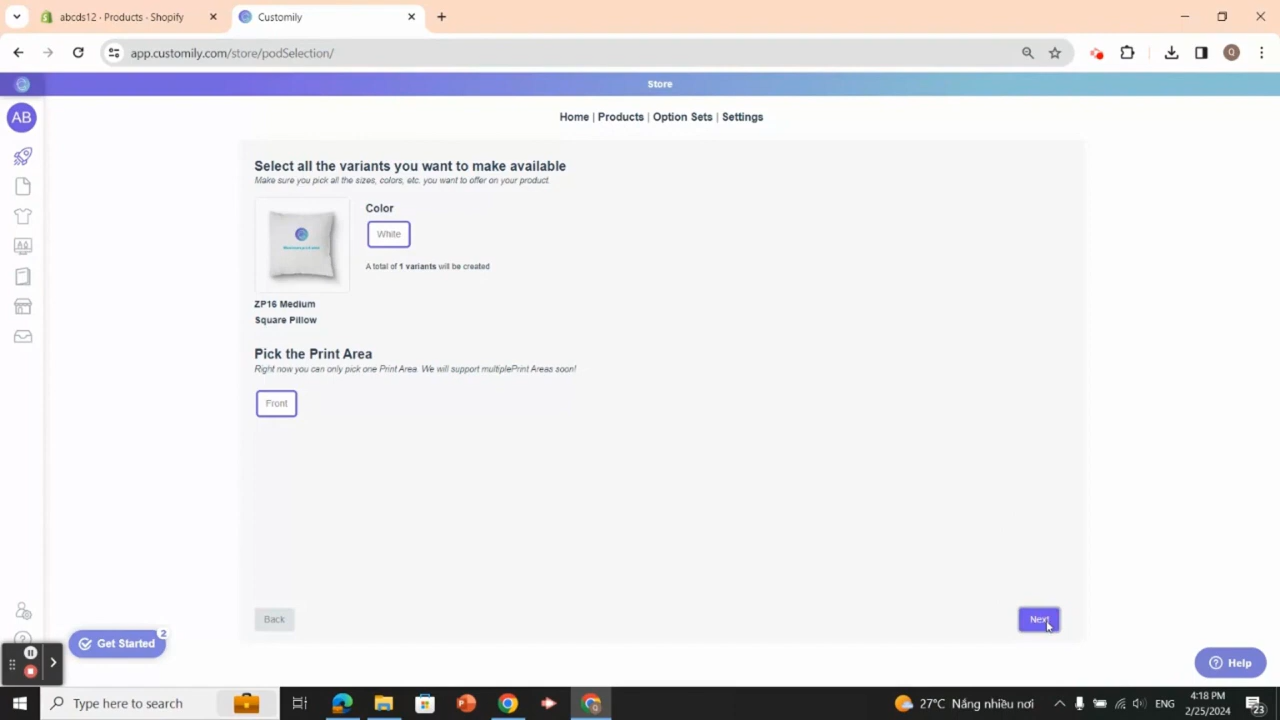 abcds12 · Products · Shopify
Customily
app.customily.com/store/podSelection/
Q
Store
AB
Home | Products | Option Sets | Settings
Select all the variants you want to make available
Make sure you pick all the sizes, colors, etc. you want to offer on your product.
Color
White
A total of 1 variants will be created
ZP16 Medium
Square Pillow
Pick the Print Area
Right now you can only pick one Print Area. We will support multiplePrint Areas soon!
Front
Back
Next
Get Started
2
Help
Type here to search
27°C Nắng nhiều nơi
ENG
4:18 PM
2/25/2024
23